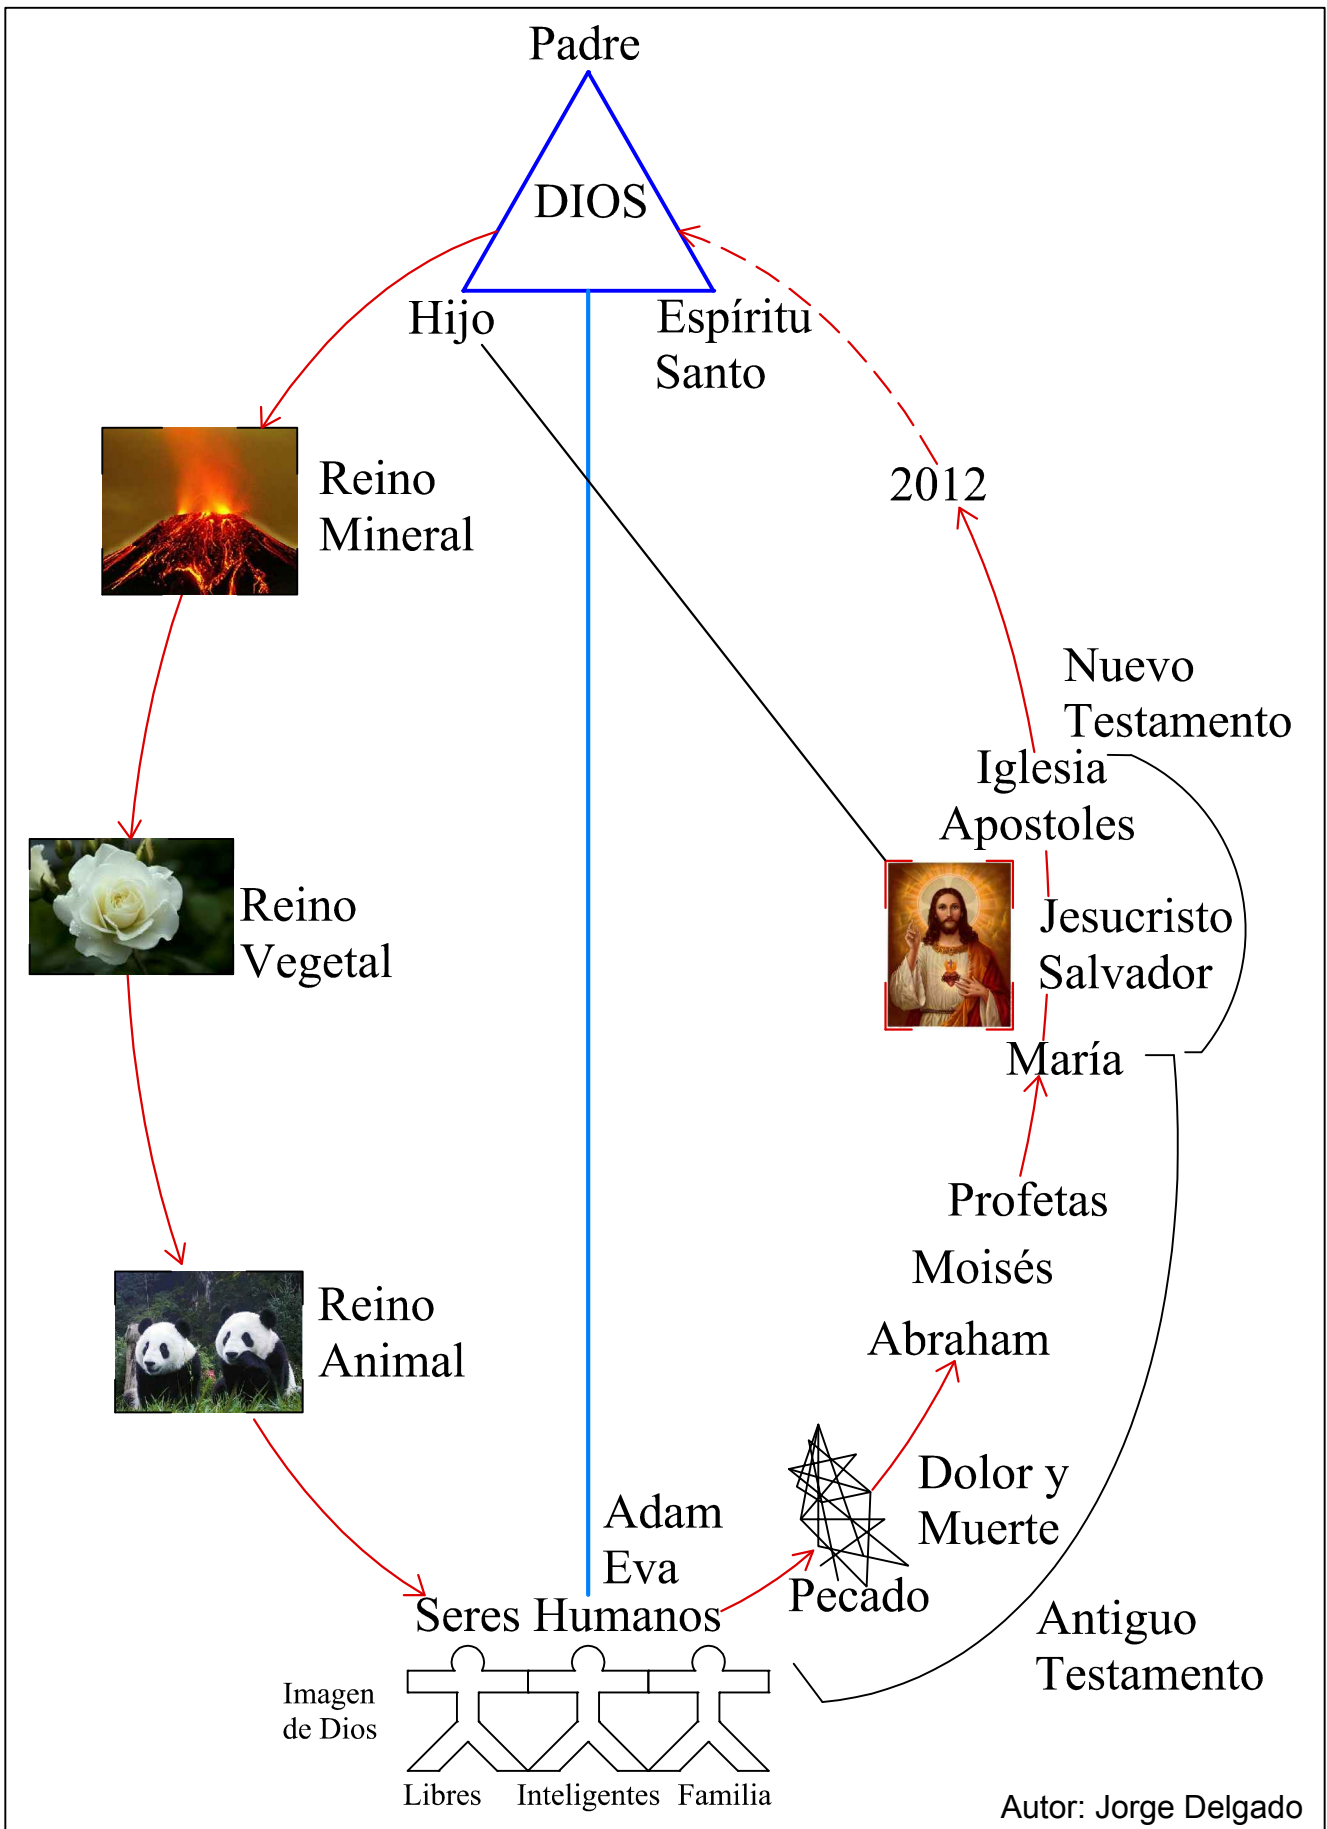 Padre
DIOS
Hijo
Espíritu
Santo
Reino
Mineral
2012
Nuevo
Testamento
Iglesia
Apostoles
Reino
Vegetal
Jesucristo
Salvador
María
Profetas
Moisés
Abraham
Reino
Animal
Dolor y
Muerte
Adam
Eva
Pecado
Seres Humanos
Antiguo
Testamento
Imagen
de Dios
Libres
Inteligentes
Familia
Autor: Jorge Delgado